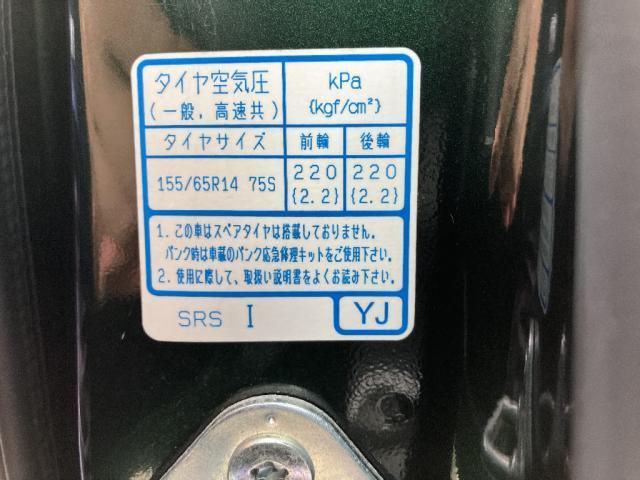 タイヤ空気圧
(一般，高速共)
kPa
{kgf/cm²}
タイヤサイズ
前輪
後輪
155/65R14 75S
220
{2.2}
220
{2.2}
1. この車はスペアタイヤは搭載しておりません。
パンク時は車載のパンク応急修理キットをご使用下さい。
2. 使用に際して、取扱い説明書をよくお読み下さい。
SRS I
YJ